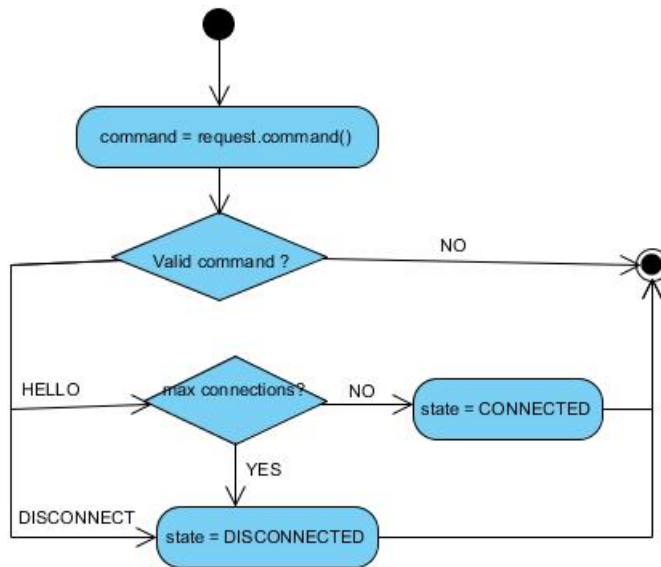 command = request.command()
Valid command ?
NO
HELLO
max connections?
NO
state = CONNECTED
YES
DISCONNECT
state = DISCONNECTED